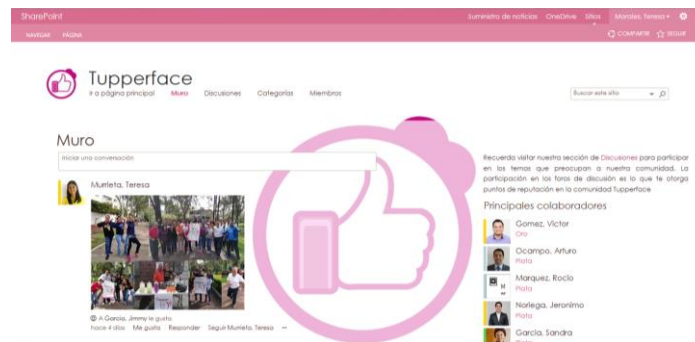 SharePoint
Suministro de noticias OneDrive Sitios Morales, Teresa
NAVEGAR PÁGINA
COMPARTIR SEGUIR
Tupperface
Ir a página principal Muro Discusiones Categorías Miembros
Buscar este sitio
Muro
Iniciar una conversación
Murrieta, Teresa
A Garcia, Jimmy le gusta.
hace 4 días Me gusta Responder Seguir Murrieta, Teresa ···
Recuerda visitar nuestra sección de Discusiones para participar
en los temas que preocupan a nuestra comunidad. La
participación en los foros de discusión es lo que te otorga
puntos de reputación en la comunidad Tupperface
Principales colaboradores
Gomez, Victor
Oro
Ocampo, Arturo
Plata
Marquez, Rocio
Plata
Noriega, Jeronimo
Plata
Garcia, Sandra
Plata